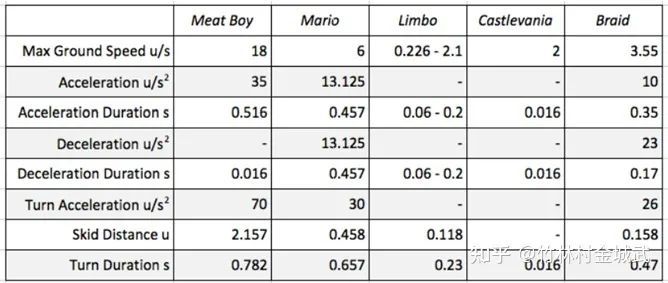 Meat Boy Mario Limbo Castlevania Braid
Max Ground Speed u/s 18 6 0.226 - 2.1 2 3.55
Acceleration u/s² 35 13.125 - - 10
Acceleration Duration s 0.516 0.457 0.06 - 0.2 0.016 0.35
Deceleration u/s² - 13.125 - - 23
Deceleration Duration s 0.016 0.457 0.06 - 0.2 0.016 0.17
Turn Acceleration u/s² 70 30 - - 26
Skid Distance u 2.157 0.458 0.118 - 0.158
Turn Duration s 0.782 0.657 0.23 0.016 0.47
知乎 @竹林村金城武